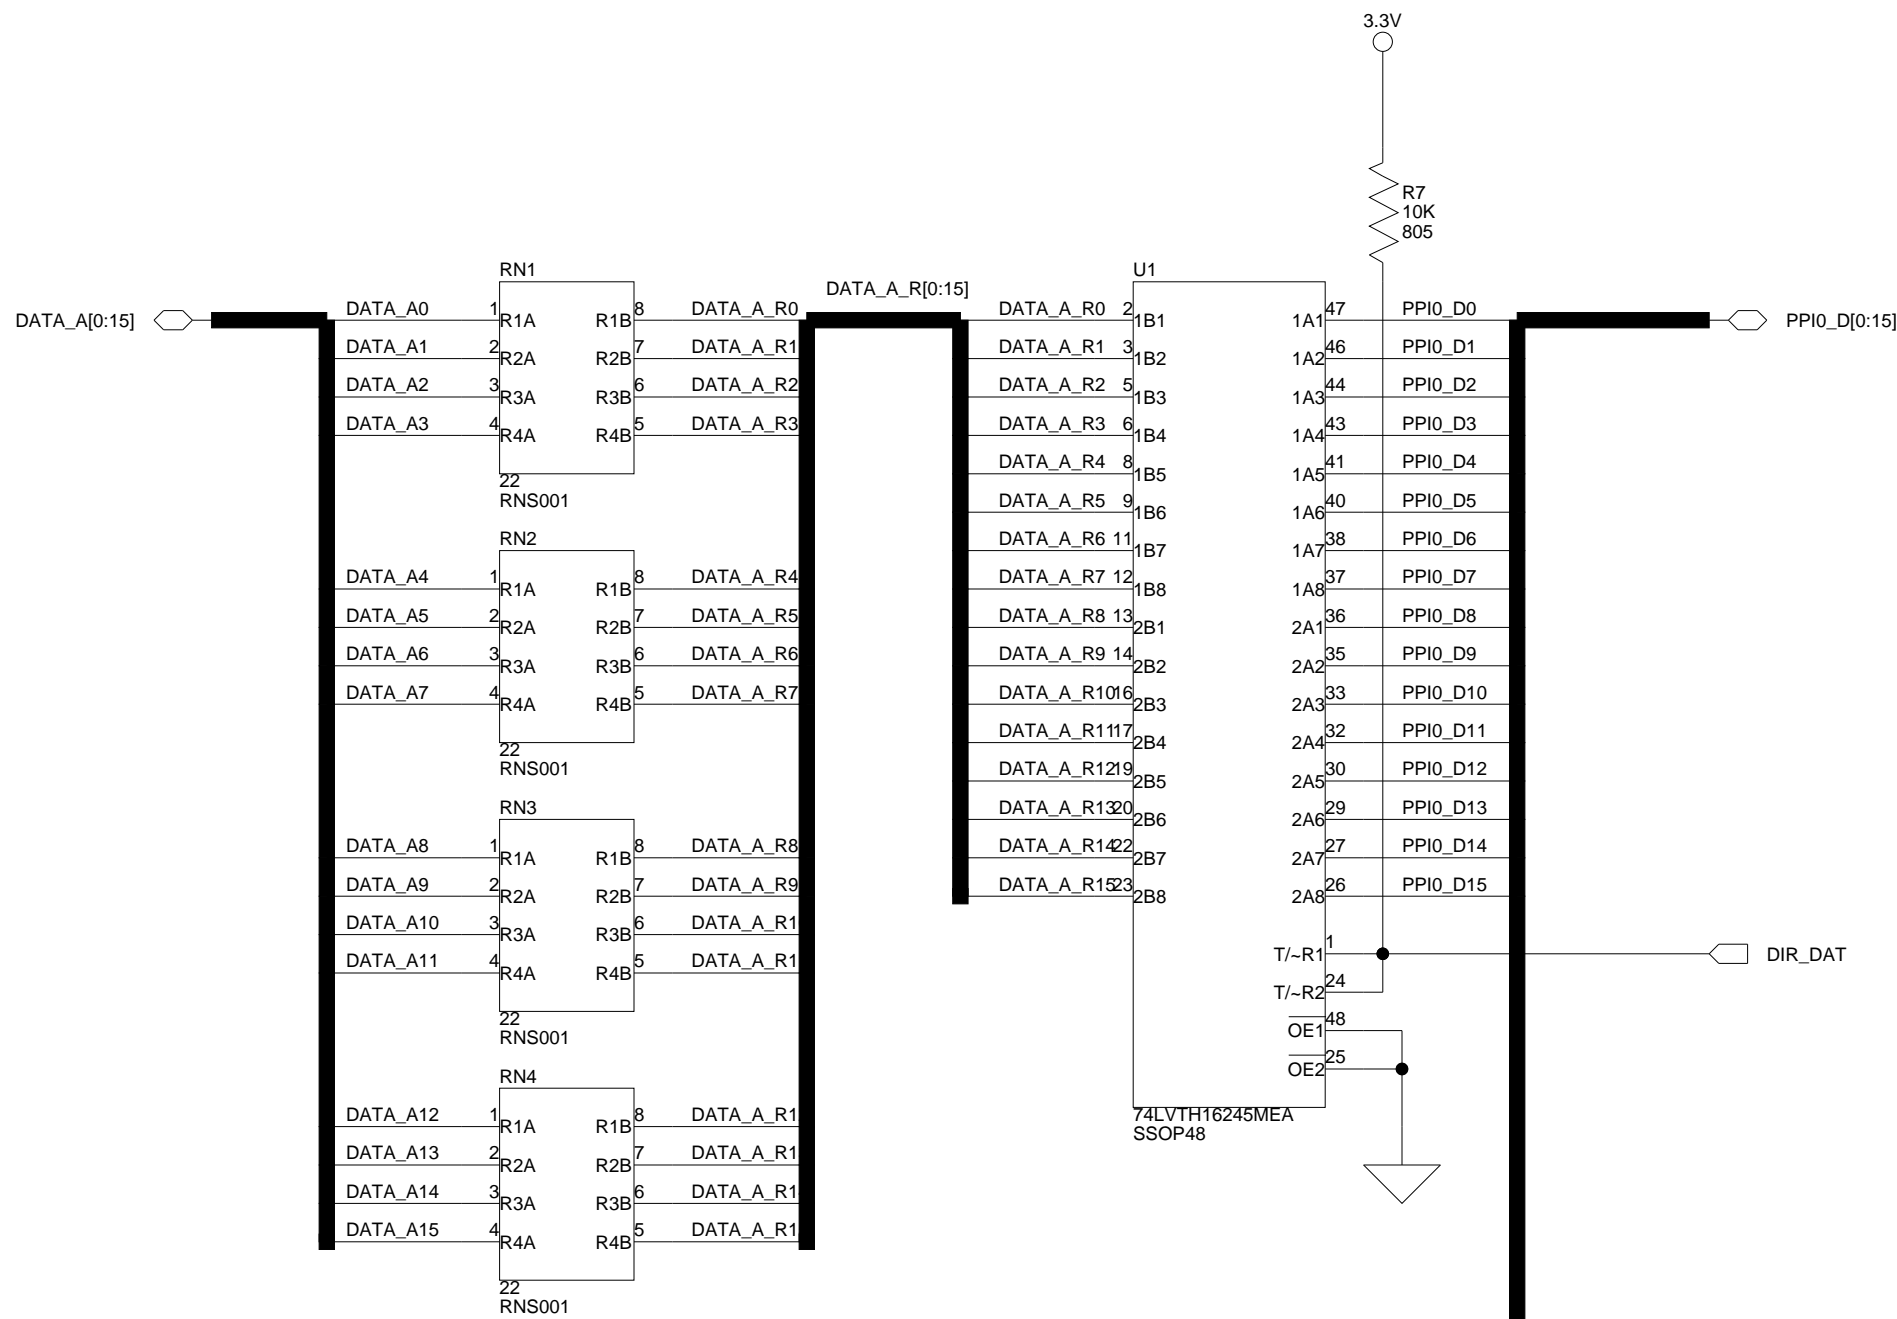 3.3V
R7
10K
805
DATA_A[0:15]
RN1
DATA_A0 1 R1A R1B 8 DATA_A_R0
DATA_A1 2 R2A R2B 7 DATA_A_R1
DATA_A2 3 R3A R3B 6 DATA_A_R2
DATA_A3 4 R4A R4B 5 DATA_A_R3
22
RNS001
RN2
DATA_A4 1 R1A R1B 8 DATA_A_R4
DATA_A5 2 R2A R2B 7 DATA_A_R5
DATA_A6 3 R3A R3B 6 DATA_A_R6
DATA_A7 4 R4A R4B 5 DATA_A_R7
22
RNS001
RN3
DATA_A8 1 R1A R1B 8 DATA_A_R8
DATA_A9 2 R2A R2B 7 DATA_A_R9
DATA_A10 3 R3A R3B 6 DATA_A_R1
DATA_A11 4 R4A R4B 5 DATA_A_R1
22
RNS001
RN4
DATA_A12 1 R1A R1B 8 DATA_A_R1
DATA_A13 2 R2A R2B 7 DATA_A_R1
DATA_A14 3 R3A R3B 6 DATA_A_R1
DATA_A15 4 R4A R4B 5 DATA_A_R1
22
RNS001
DATA_A_R[0:15]
U1
DATA_A_R0 2 1B1 1A1 47 PPI0_D0
DATA_A_R1 3 1B2 1A2 46 PPI0_D1
DATA_A_R2 5 1B3 1A3 44 PPI0_D2
DATA_A_R3 6 1B4 1A4 43 PPI0_D3
DATA_A_R4 8 1B5 1A5 41 PPI0_D4
DATA_A_R5 9 1B6 1A6 40 PPI0_D5
DATA_A_R6 11 1B7 1A7 38 PPI0_D6
DATA_A_R7 12 1B8 1A8 37 PPI0_D7
DATA_A_R8 13 2B1 2A1 36 PPI0_D8
DATA_A_R9 14 2B2 2A2 35 PPI0_D9
DATA_A_R10 16 2B3 2A3 33 PPI0_D10
DATA_A_R11 17 2B4 2A4 32 PPI0_D11
DATA_A_R12 19 2B5 2A5 30 PPI0_D12
DATA_A_R13 20 2B6 2A6 29 PPI0_D13
DATA_A_R14 22 2B7 2A7 27 PPI0_D14
DATA_A_R15 23 2B8 2A8 26 PPI0_D15
T/~R1 1
T/~R2 24
OE1 48
OE2 25
74LVTH16245MEA
SSOP48
PPI0_D[0:15]
DIR_DAT